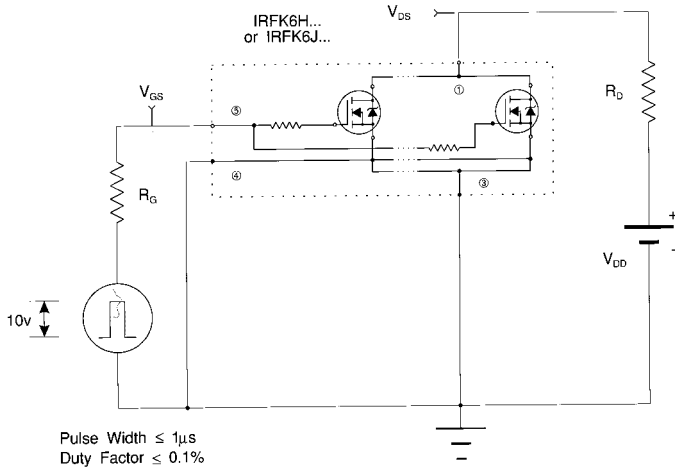 IRFK6H...
or IRFK6J...
VDS
VGS
RD
①
⑤
④
③
RG
+
-
VDD
10v
Pulse Width ≤ 1µs
Duty Factor ≤ 0.1%